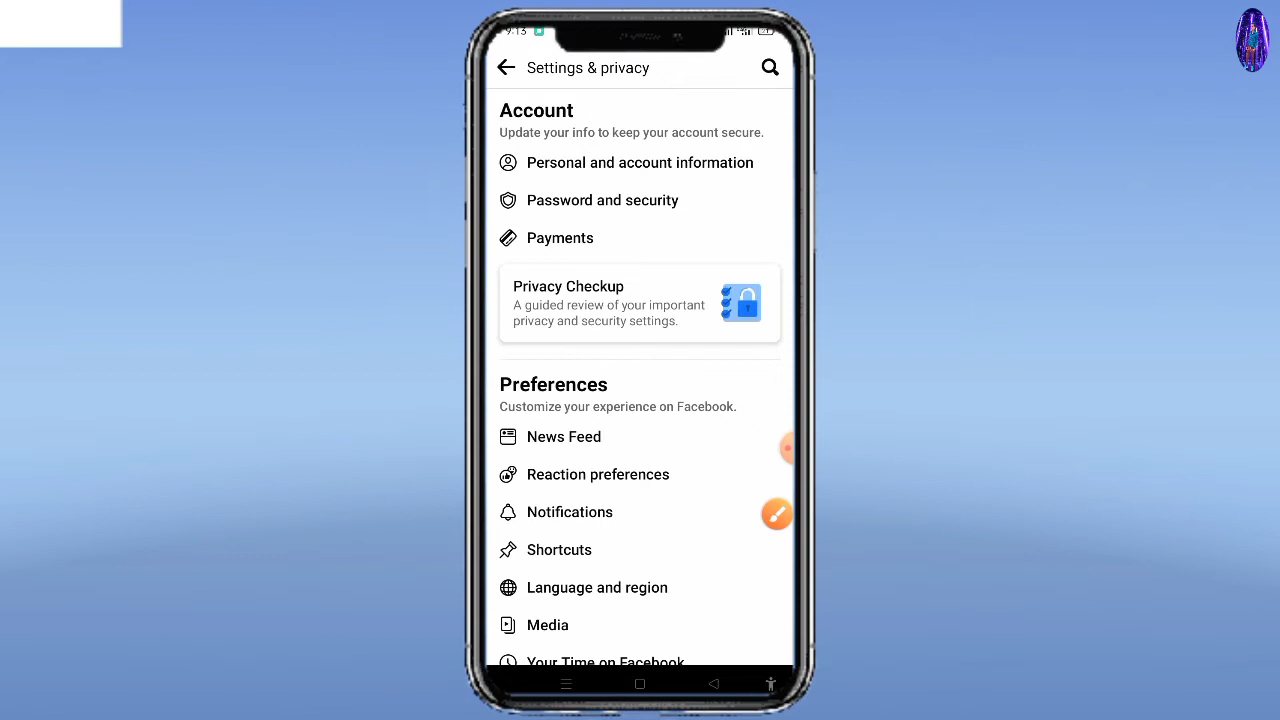 9:13
Settings & privacy
Account
Update your info to keep your account secure.
Personal and account information
Password and security
Payments
Privacy Checkup
A guided review of your important
privacy and security settings.
Preferences
Customize your experience on Facebook.
News Feed
Reaction preferences
Notifications
Shortcuts
Language and region
Media
Your Time on Facebook